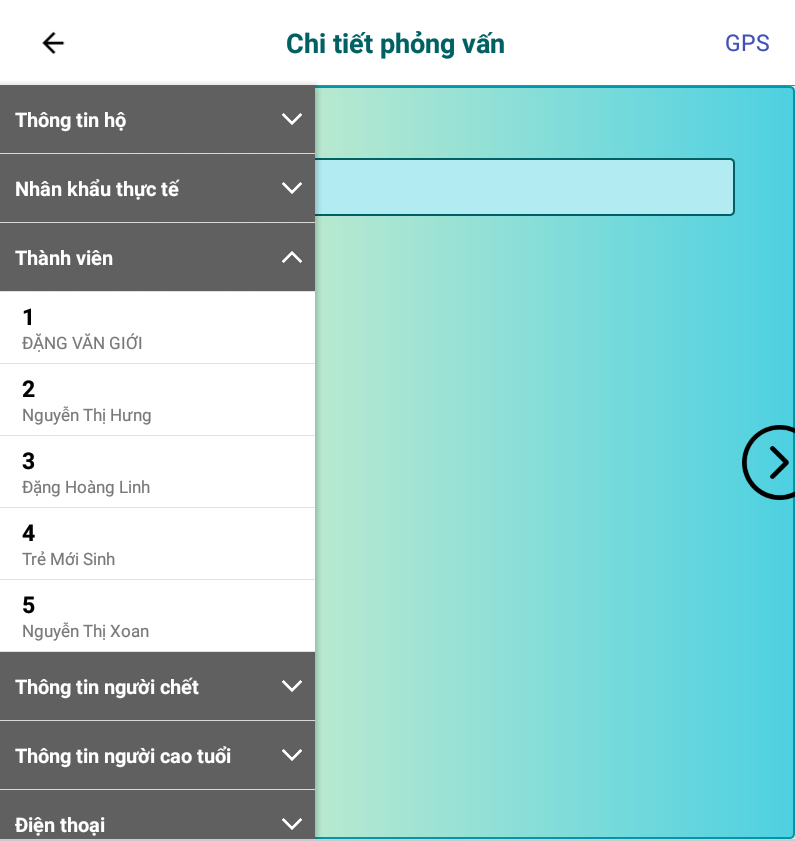 Chi tiết phỏng vấn
GPS
Thông tin hộ
Nhân khẩu thực tế
Thành viên
1
ĐẶNG VĂN GIỚI
2
Nguyễn Thị Hưng
3
Đặng Hoàng Linh
4
Trẻ Mới Sinh
5
Nguyễn Thị Xoan
Thông tin người chết
Thông tin người cao tuổi
Điện thoại